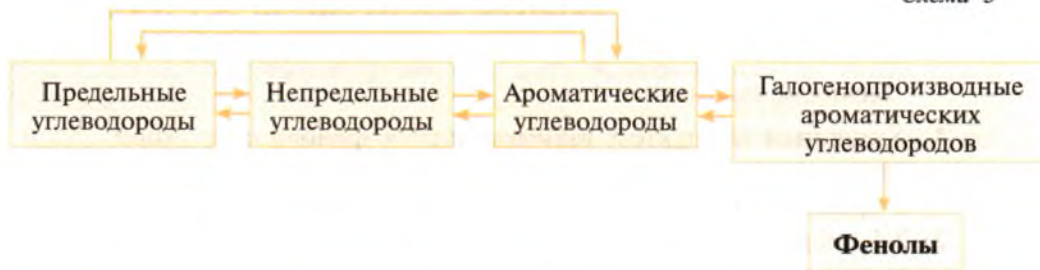 Предельные
углеводороды
Непредельные
углеводороды
Ароматические
углеводороды
Галогенопроизводные
ароматических
углеводородов
Фенолы